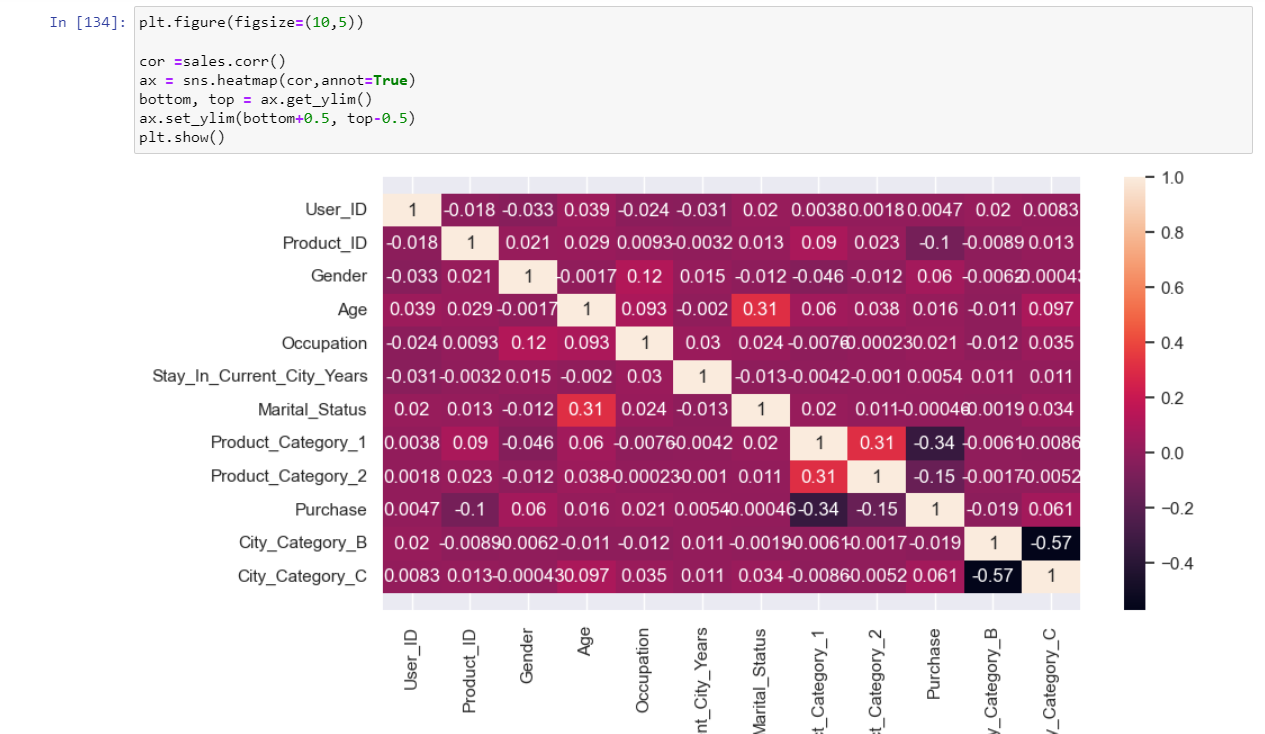 In [134]: plt.figure(figsize=(10,5))
cor =sales.corr()
ax = sns.heatmap(cor,annot=True)
bottom, top = ax.get_ylim()
ax.set_ylim(bottom+0.5, top-0.5)
plt.show()
User_ID 1 -0.018 -0.033 0.039 -0.024 -0.031 0.02 0.0038 0.0018 0.0047 0.02 0.0083
Product_ID -0.018 1 0.021 0.029 0.0093 -0.0032 0.013 0.09 0.023 -0.1 -0.0089 0.013
Gender -0.033 0.021 1 -0.0017 0.12 0.015 -0.012 -0.046 -0.012 0.06 -0.0062 -0.00043
Age 0.039 0.029 -0.0017 1 0.093 -0.002 0.31 0.06 0.038 0.016 -0.011 0.097
Occupation -0.024 0.0093 0.12 0.093 1 0.03 0.024 -0.0076 -0.00023 0.021 -0.012 0.035
Stay_In_Current_City_Years -0.031 -0.0032 0.015 -0.002 0.03 1 -0.013 -0.0042 -0.001 0.0054 0.011 0.011
Marital_Status 0.02 0.013 -0.012 0.31 0.024 -0.013 1 0.02 0.011 -0.00046 -0.0019 0.034
Product_Category_1 0.0038 0.09 -0.046 0.06 -0.0076 -0.0042 0.02 1 0.31 -0.34 -0.0061 -0.0086
Product_Category_2 0.0018 0.023 -0.012 0.038 -0.00023 -0.001 0.011 0.31 1 -0.15 -0.0017 -0.0052
Purchase 0.0047 -0.1 0.06 0.016 0.021 0.0054 -0.00046 -0.34 -0.15 1 -0.019 0.061
City_Category_B 0.02 -0.0089 -0.0062 -0.011 -0.012 0.011 -0.0019 -0.0061 -0.0017 -0.019 1 -0.57
City_Category_C 0.0083 0.013 -0.00043 0.097 0.035 0.011 0.034 -0.0086 -0.0052 0.061 -0.57 1
1.0
0.8
0.6
0.4
0.2
0.0
−0.2
−0.4
User_ID
Product_ID
Gender
Age
Occupation
nt_City_Years
Marital_Status
ct_Category_1
ct_Category_2
Purchase
y_Category_B
y_Category_C